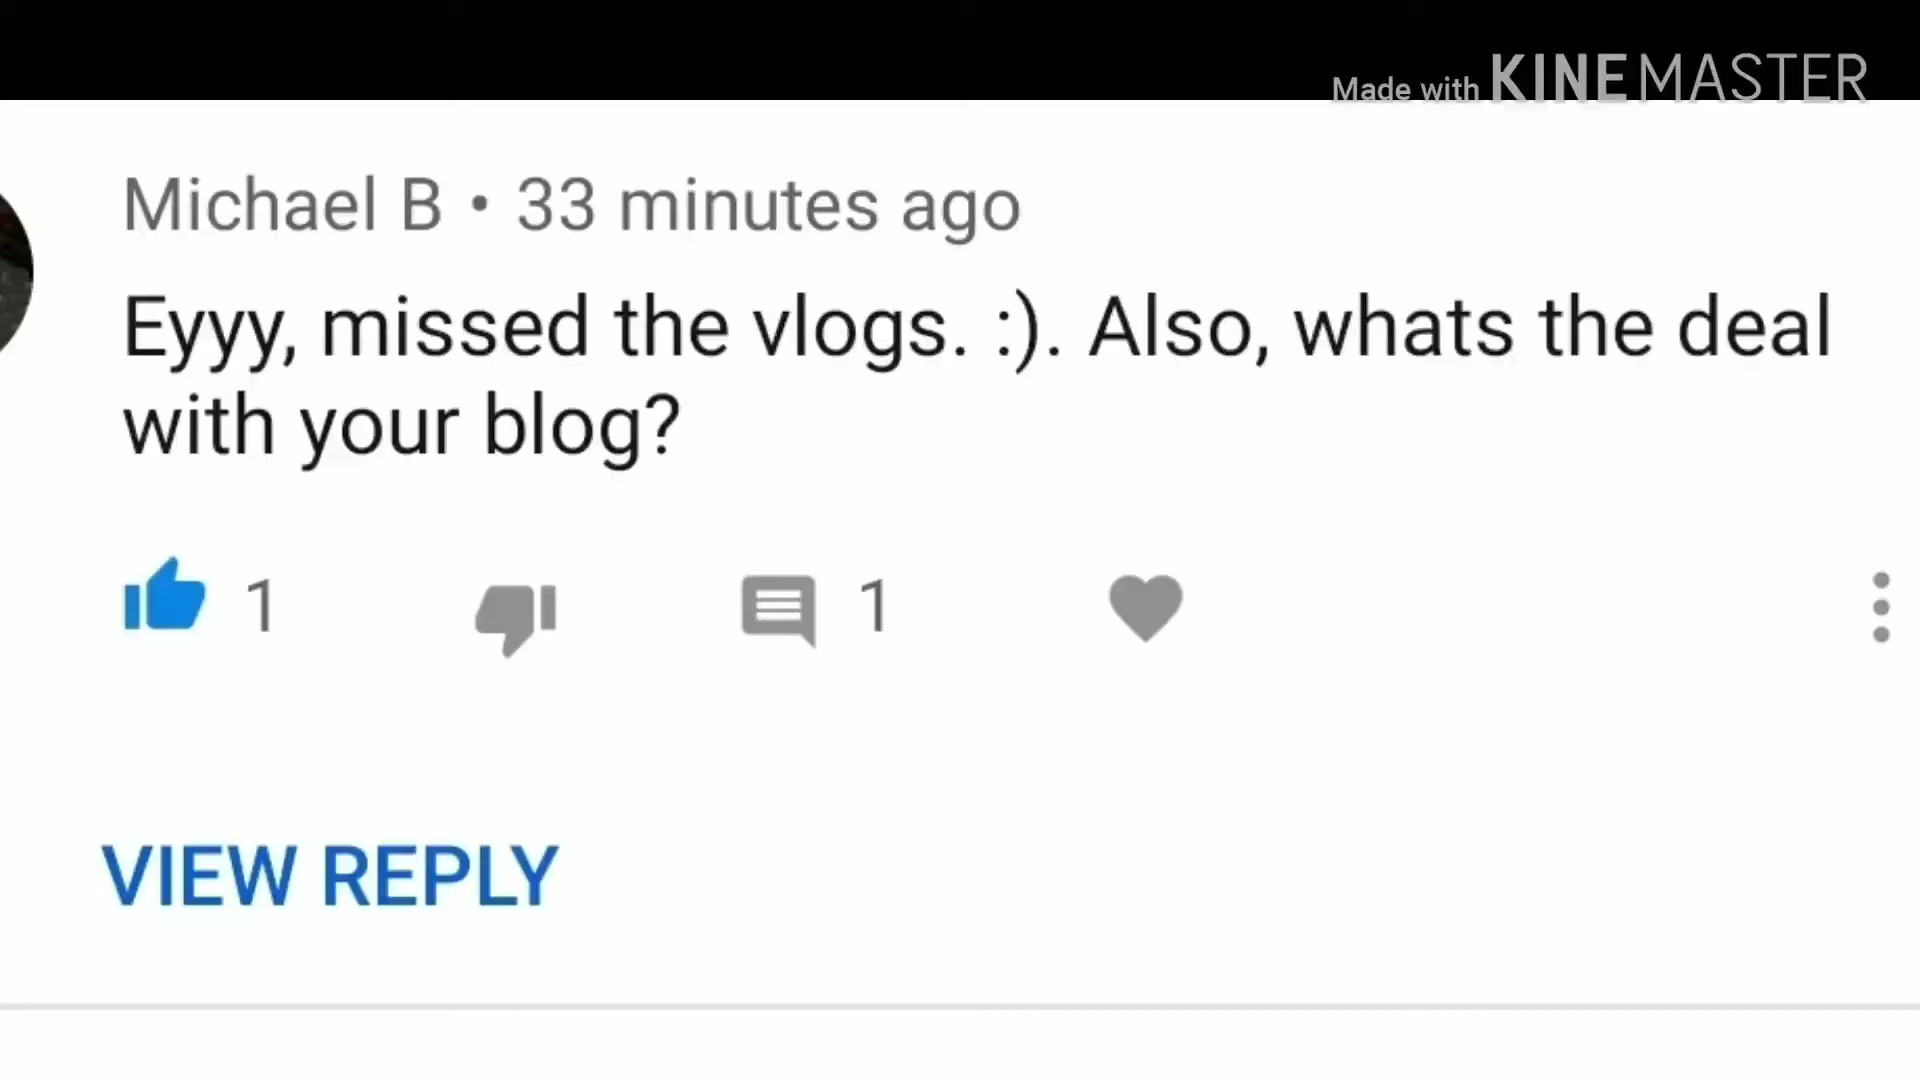 Made with KINEMASTER
Michael B • 33 minutes ago
Eyyy, missed the vlogs. :). Also, whats the deal
with your blog?
1 1
VIEW REPLY